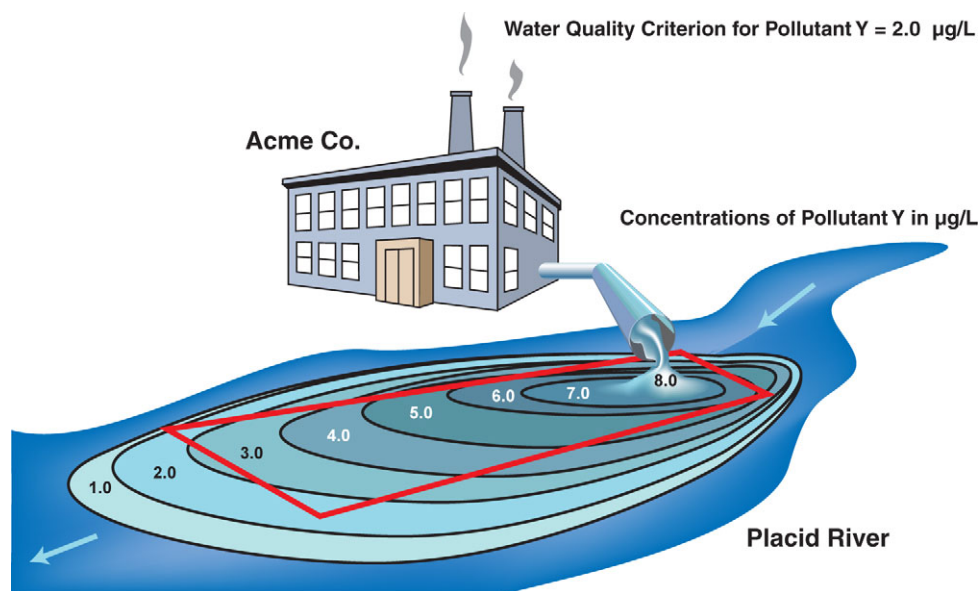 Water Quality Criterion for Pollutant Y = 2.0 µg/L
Acme Co.
Concentrations of Pollutant Y in µg/L
8.0
7.0
6.0
5.0
4.0
3.0
2.0
1.0
Placid River